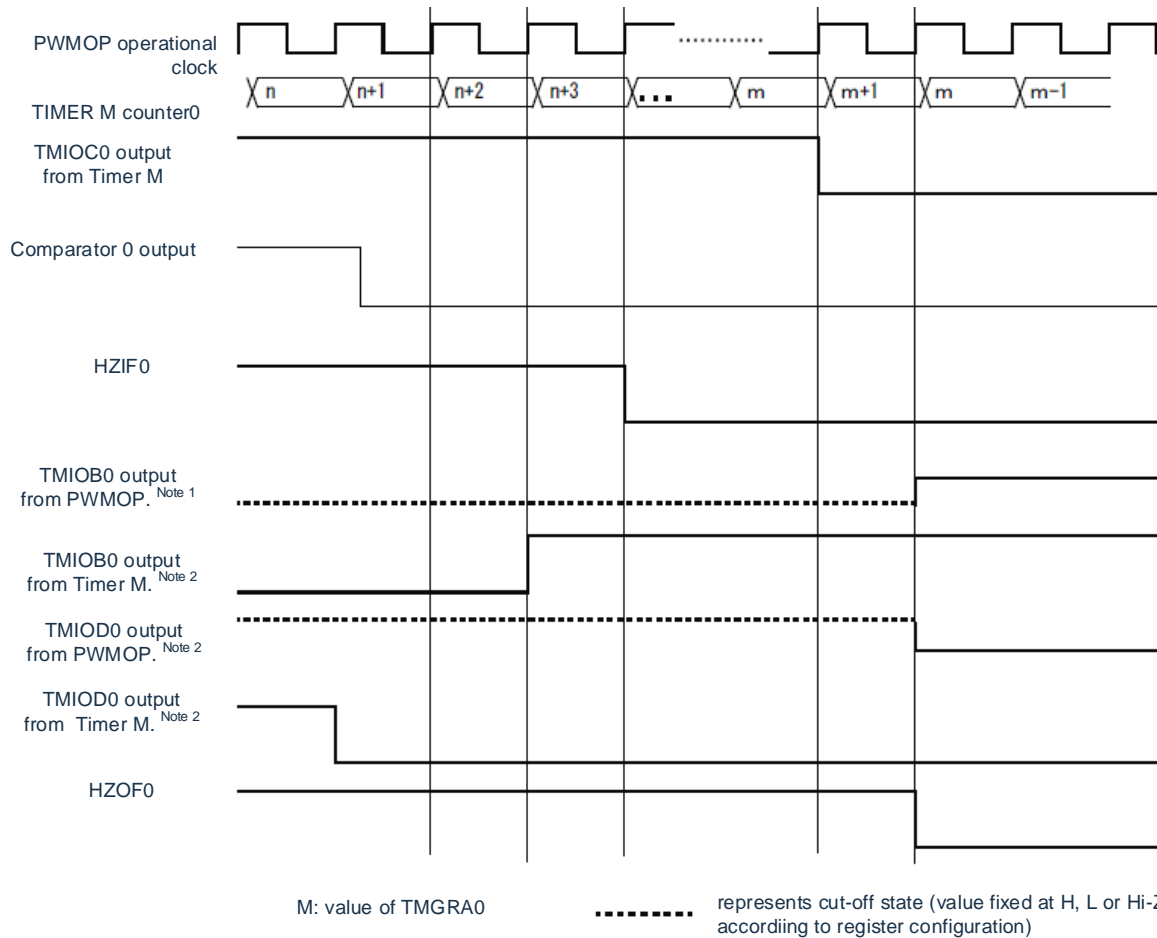 PWMOP operational
clock
n n+1 n+2 n+3 ... m m+1 m m-1
TIMER M counter0
TMIOC0 output
from Timer M
Comparator 0 output
HZIF0
TMIOB0 output
from PWMOP. Note 1
TMIOB0 output
from Timer M. Note 2
TMIOD0 output
from PWMOP. Note 2
TMIOD0 output
from Timer M. Note 2
HZOF0
M: value of TMGRA0
represents cut-off state (value fixed at H, L or Hi-Z
accordiing to register configuration)